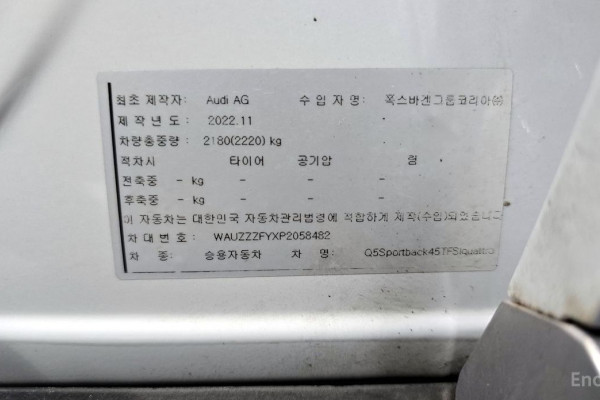 최초 제작자: Audi AG 수 입 자 명: 폭스바겐그룹코리아㈜
제 작 년 도 : 2022.11
차량총중량 : 2180(2220) kg
적차시 타이어 공기압 림
전축중 - kg - - -
후축중 - kg - - -
이 자동차는 대한민국 자동차관리법령에 적합하게 제작(수입)되었습니다
차 대 번 호 : WAUZZZFYXP2058482
차 종: 승용자동차 차 명: Q5Sportback45TFSIquattro
Enc